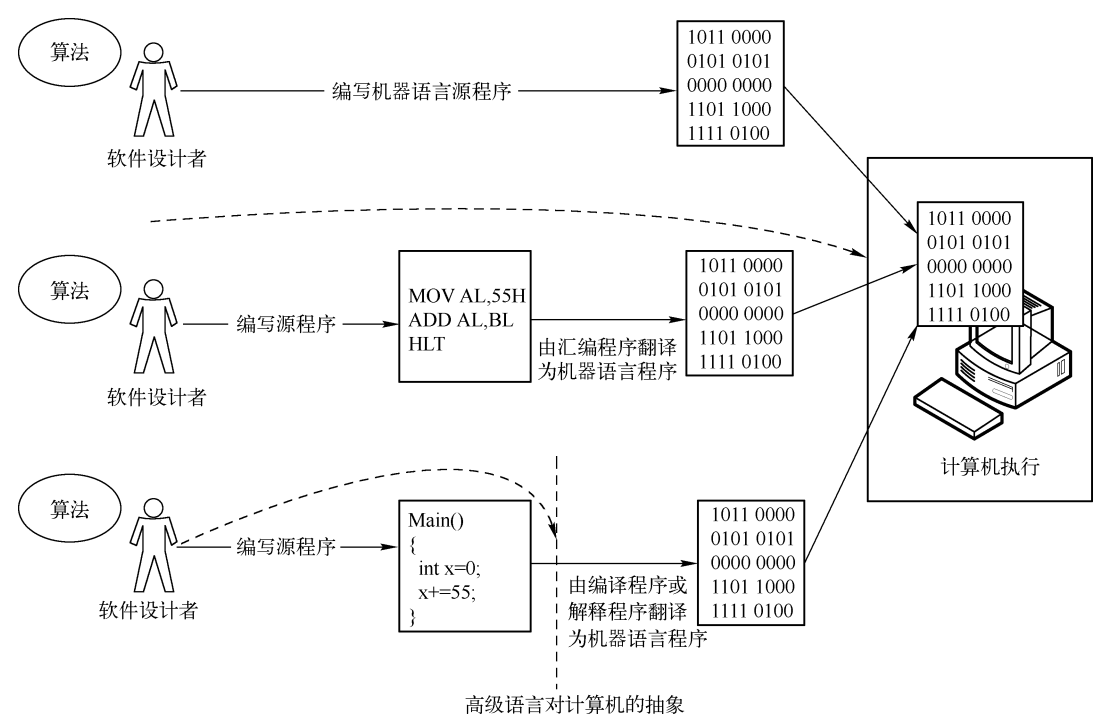 算法
软件设计者
编写机器语言源程序
1011 0000
0101 0101
0000 0000
1101 1000
1111 0100
算法
软件设计者
编写源程序
MOV AL,55H
ADD AL,BL
HLT
由汇编程序翻译
为机器语言程序
1011 0000
0101 0101
0000 0000
1101 1000
1111 0100
1011 0000
0101 0101
0000 0000
1101 1000
1111 0100
计算机执行
算法
软件设计者
编写源程序
Main()
{
int x=0;
x+=55;
}
由编译程序或
解释程序翻译
为机器语言程序
1011 0000
0101 0101
0000 0000
1101 1000
1111 0100
高级语言对计算机的抽象